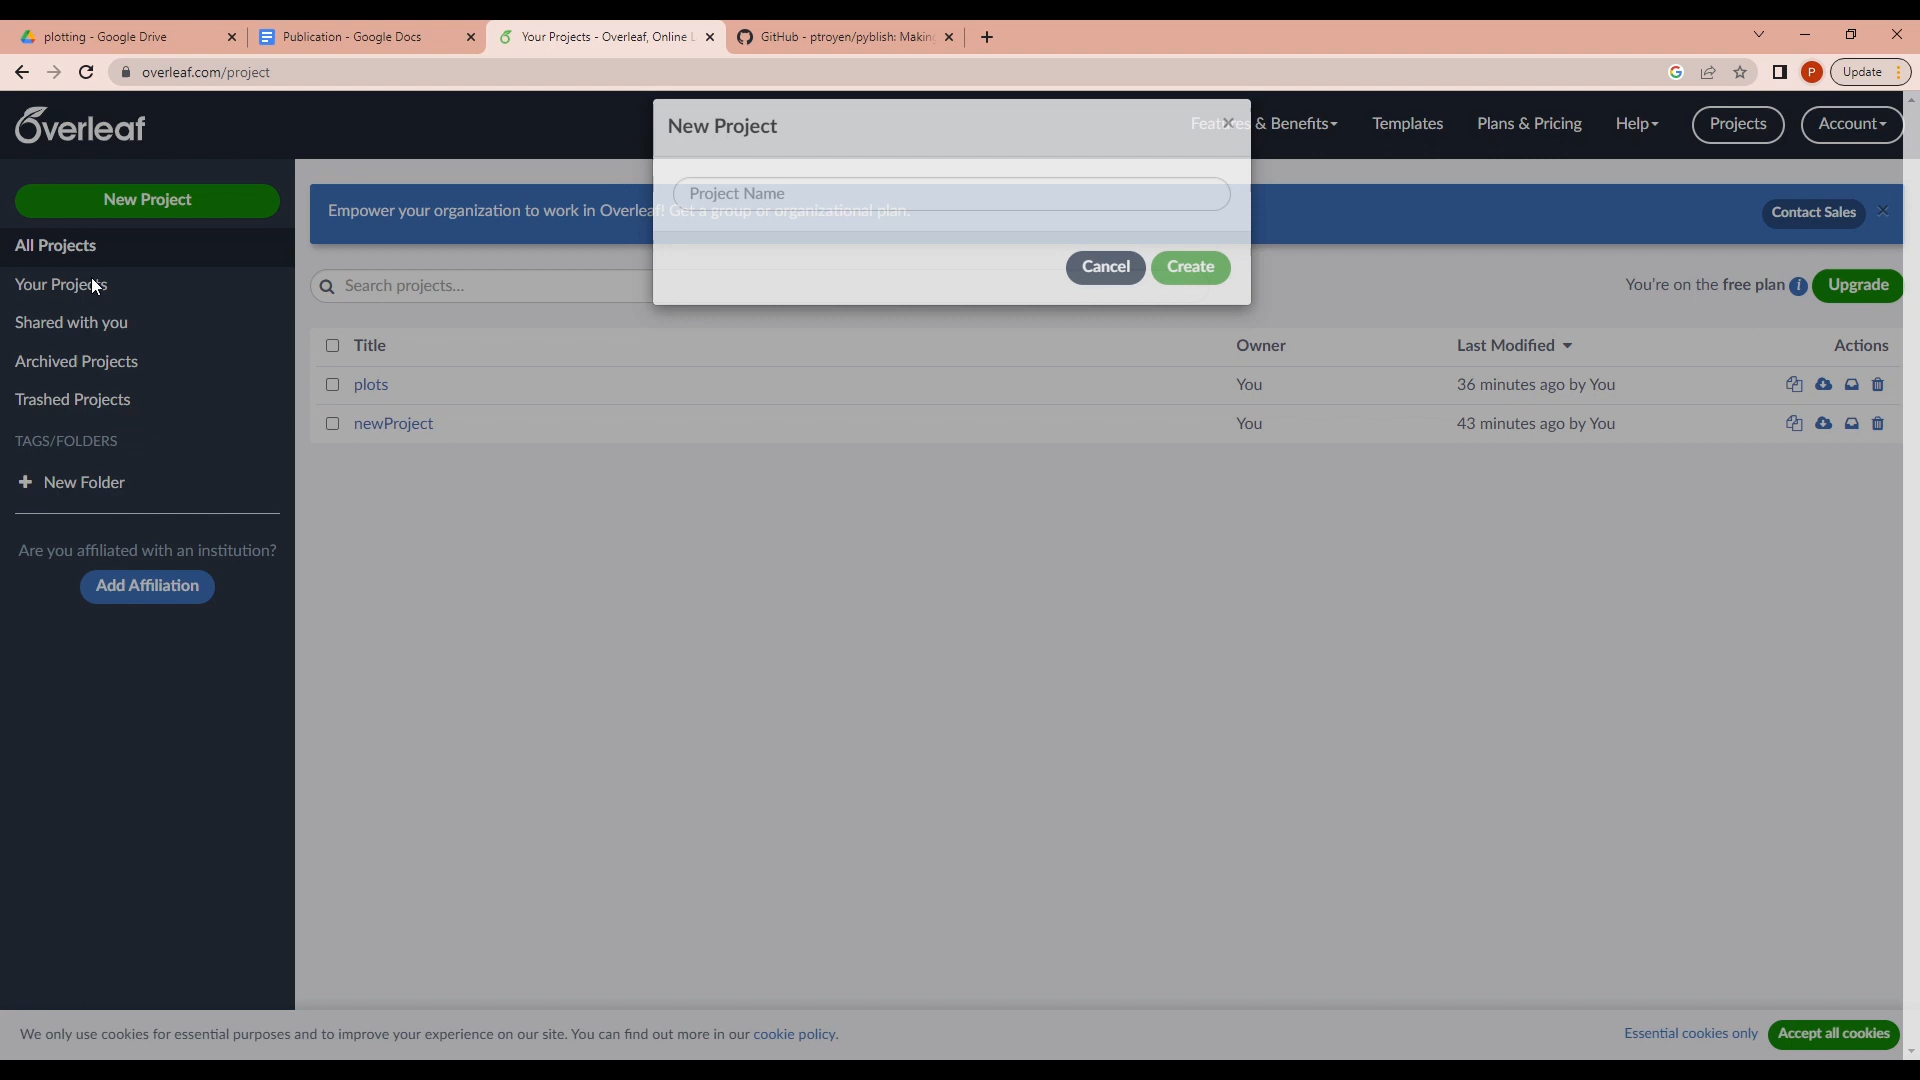 plotting - Google Drive
Publication - Google Docs
Your Projects - Overleaf, Online L
GitHub - ptroyen/pyblish: Making
overleaf.com/project
P
Update
Overleaf
New Project
Features & Benefits
Templates
Plans & Pricing
Help
Projects
Account
New Project
Project Name
Empower your organization to work in Overleaf! Get a group or organizational plan.
Contact Sales
All Projects
Cancel
Create
Your Projects
Search projects...
You're on the free plan i
Upgrade
Shared with you
Title
Owner
Last Modified
Actions
Archived Projects
plots
You
36 minutes ago by You
Trashed Projects
newProject
You
43 minutes ago by You
TAGS/FOLDERS
New Folder
Are you affiliated with an institution?
Add Affiliation
We only use cookies for essential purposes and to improve your experience on our site. You can find out more in our cookie policy.
Essential cookies only
Accept all cookies